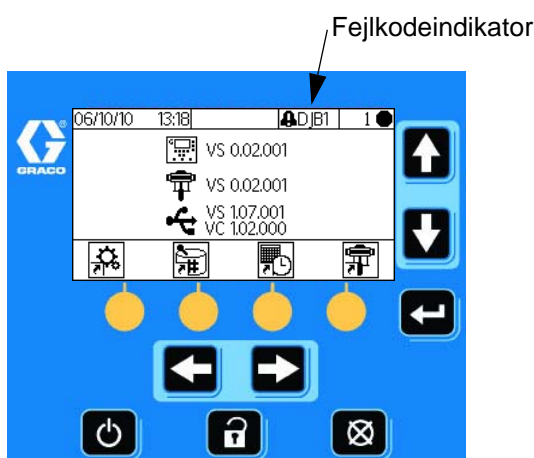 Fejlkodeindikator
06/10/10 13:18 DJB1 1
GRACO
VS 0.02.001
VS 0.02.001
VS 1.07.001
VC 1.02.000